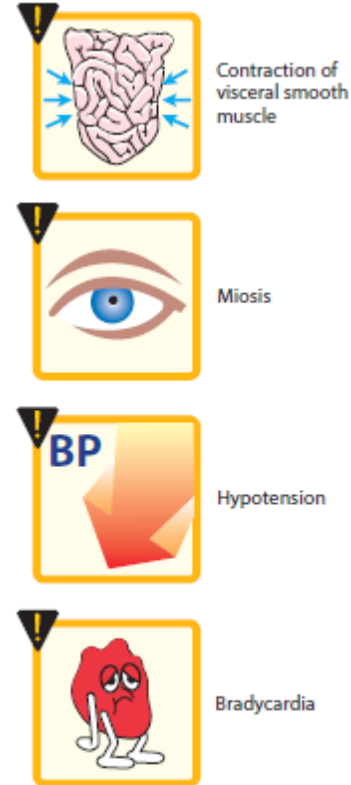 !
Contraction of
visceral smooth
muscle
!
Miosis
!
BP
Hypotension
!
Bradycardia